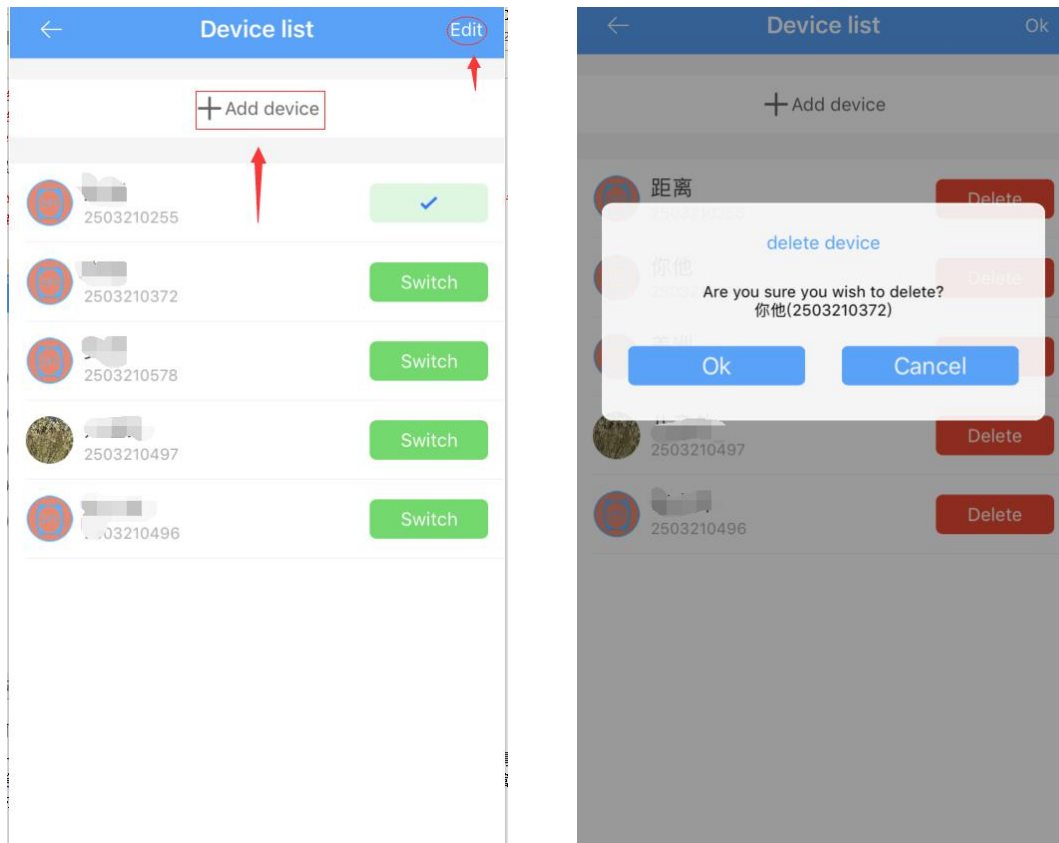 Device list
Edit
Add device
2503210255
2503210372
Switch
2503210578
Switch
2503210497
Switch
03210496
Switch
Device list
Ok
Add device
距离
Delete
delete device
你他
Delete
Are you sure you wish to delete?
你他(2503210372)
Ok
Cancel
2503210497
Delete
2503210496
Delete